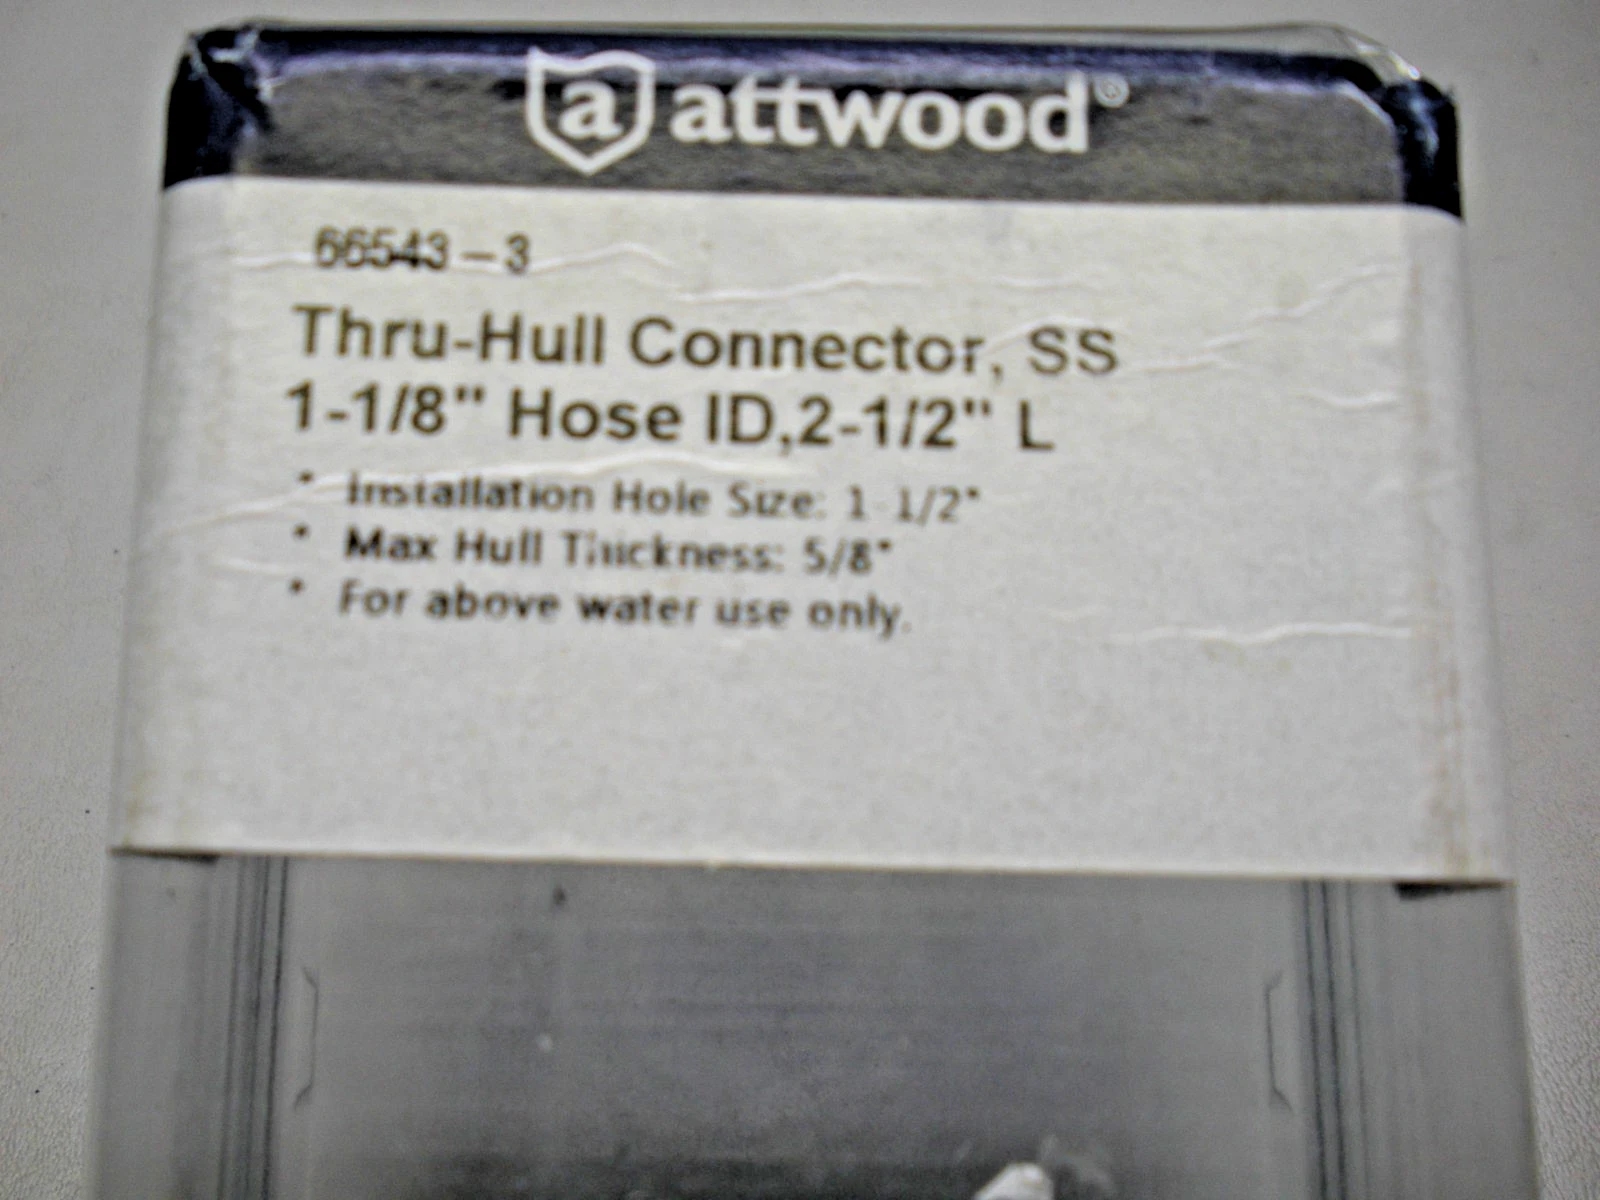 a attwood®
66543-3
Thru-Hull Connector, SS
1-1/8" Hose ID,2-1/2" L
• Installation Hole Size: 1-1/2"
• Max Hull Thickness: 5/8"
• For above water use only.